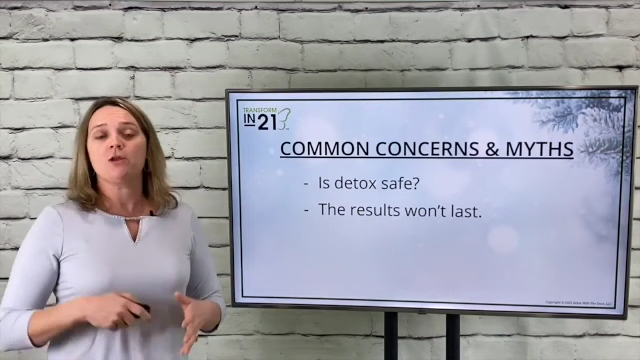 TRANSFORM
IN 21
COMMON CONCERNS & MYTHS
- Is detox safe?
- The results won't last.